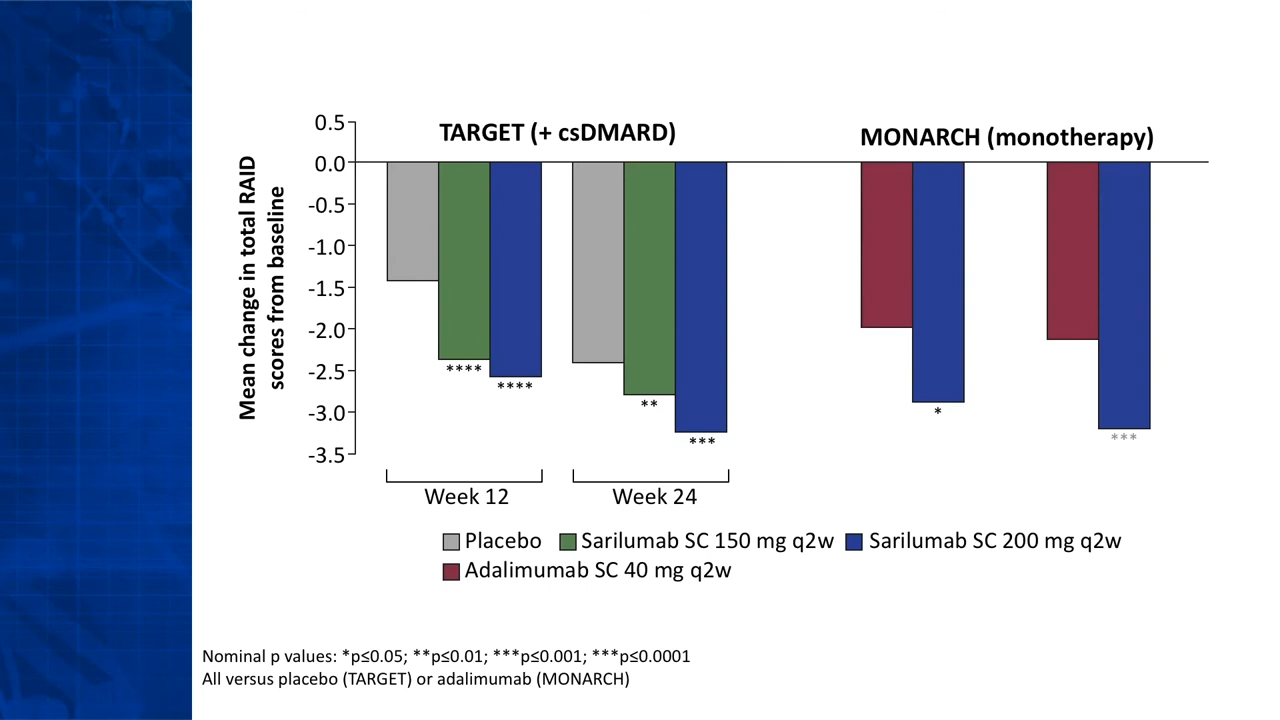 TARGET (+ csDMARD)
MONARCH (monotherapy)
Mean change in total RAID
scores from baseline
0.5
0.0
-0.5
-1.0
-1.5
-2.0
-2.5
-3.0
-3.5
****
****
**
***
*
***
Week 12
Week 24
Placebo
Sarilumab SC 150 mg q2w
Sarilumab SC 200 mg q2w
Adalimumab SC 40 mg q2w
Nominal p values: *p≤0.05; **p≤0.01; ***p≤0.001; ***p≤0.0001
All versus placebo (TARGET) or adalimumab (MONARCH)